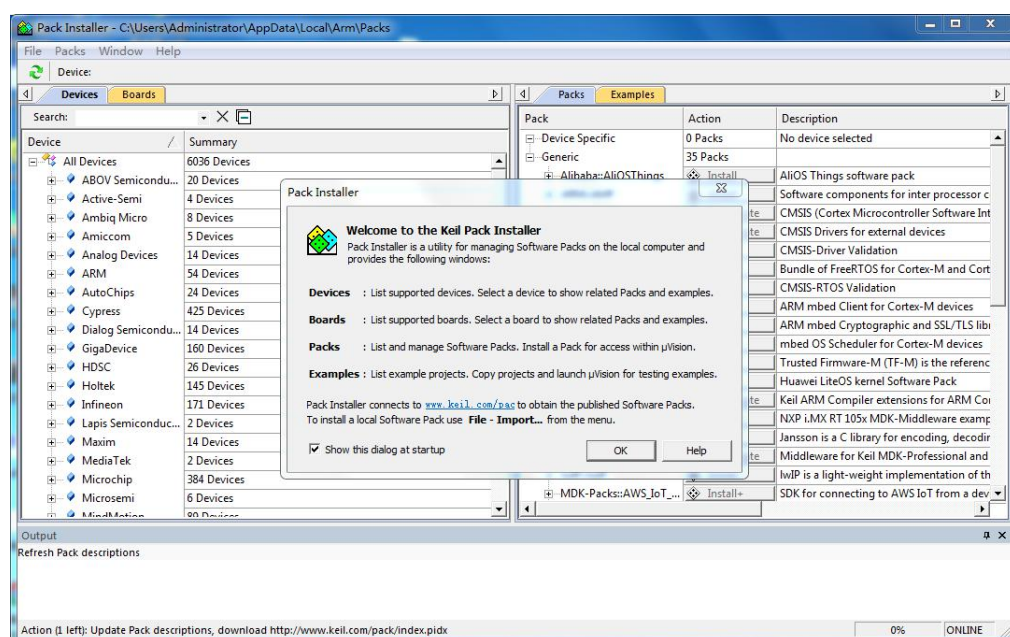 Pack Installer - C:\Users\Administrator\AppData\Local\Arm\Packs
File Packs Window Help
Device:
Devices Boards
Search:
Device Summary
All Devices 6036 Devices
ABOV Semicondu... 20 Devices
Active-Semi 4 Devices
Ambiq Micro 8 Devices
Amiccom 5 Devices
Analog Devices 14 Devices
ARM 54 Devices
AutoChips 24 Devices
Cypress 425 Devices
Dialog Semicondu... 14 Devices
GigaDevice 160 Devices
HDSC 26 Devices
Holtek 145 Devices
Infineon 171 Devices
Lapis Semiconduc... 2 Devices
Maxim 14 Devices
MediaTek 2 Devices
Microchip 384 Devices
Microsemi 6 Devices
MindMotion 89 Devices
Packs Examples
Pack Action Description
Device Specific 0 Packs No device selected
Generic 35 Packs
Alibaba::AliOSThings Install AliOS Things software pack
Software components for inter processor c
te CMSIS (Cortex Microcontroller Software Int
te CMSIS Drivers for external devices
CMSIS-Driver Validation
Bundle of FreeRTOS for Cortex-M and Cort
CMSIS-RTOS Validation
ARM mbed Client for Cortex-M devices
ARM mbed Cryptographic and SSL/TLS libr
mbed OS Scheduler for Cortex-M devices
Trusted Firmware-M (TF-M) is the referenc
Huawei LiteOS kernel Software Pack
te Keil ARM Compiler extensions for ARM Co
NXP i.MX RT 105x MDK-Middleware examp
Jansson is a C library for encoding, decodir
te Middleware for Keil MDK-Professional and
lwIP is a light-weight implementation of th
MDK-Packs::AWS_IoT_... Install+ SDK for connecting to AWS IoT from a dev
Pack Installer
Welcome to the Keil Pack Installer
Pack Installer is a utility for managing Software Packs on the local computer and
provides the following windows:
Devices : List supported devices. Select a device to show related Packs and examples.
Boards : List supported boards. Select a board to show related Packs and examples.
Packs : List and manage Software Packs. Install a Pack for access within µVision.
Examples : List example projects. Copy projects and launch µVision for testing examples.
Pack Installer connects to www.keil.com/pac to obtain the published Software Packs.
To install a local Software Pack use File - Import... from the menu.
Show this dialog at startup
OK Help
Output
Refresh Pack descriptions
Action (1 left): Update Pack descriptions, download http://www.keil.com/pack/index.pidx
0% ONLINE